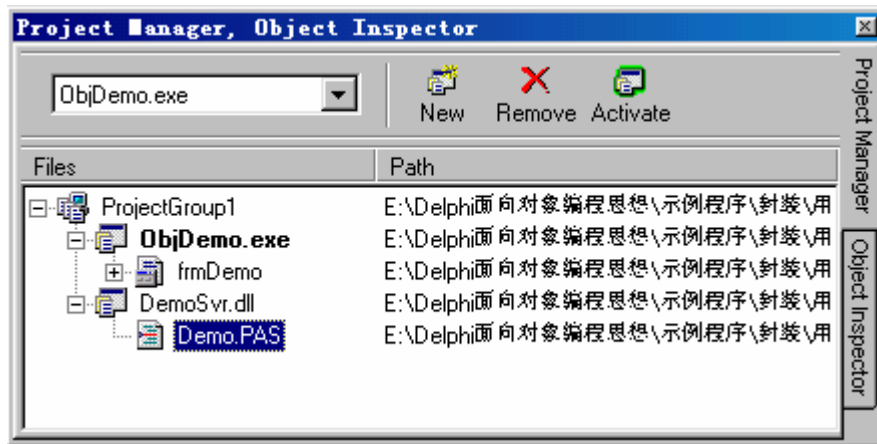 Project Manager, Object Inspector
ObjDemo.exe
New Remove Activate
Files Path
ProjectGroup1 E:\Delphi面向对象编程思想\示例程序\封装\用
ObjDemo.exe E:\Delphi面向对象编程思想\示例程序\封装\用
frmDemo E:\Delphi面向对象编程思想\示例程序\封装\用
DemoSvr.dll E:\Delphi面向对象编程思想\示例程序\封装\用
Demo.PAS E:\Delphi面向对象编程思想\示例程序\封装\用
Project Manager
Object Inspector